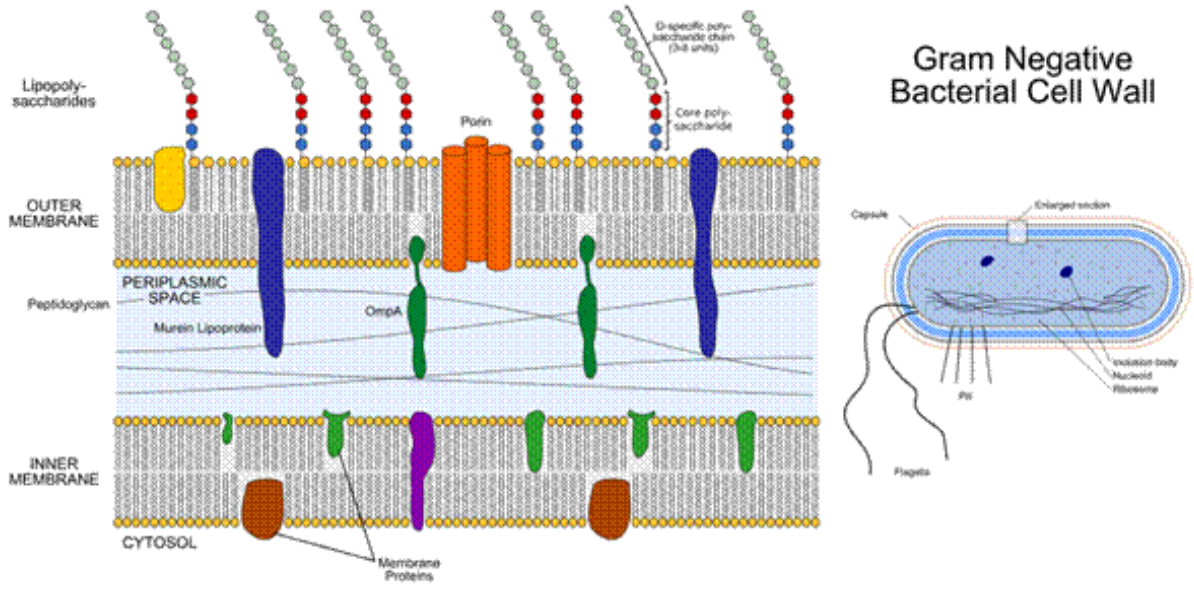 Lipopoly-
saccharides
O-specific poly-
saccharide chain
(3-8 units)
Core poly-
saccharide
Porin
OUTER
MEMBRANE
PERIPLASMIC
SPACE
Peptidoglycan
Murein Lipoprotein
OmpA
INNER
MEMBRANE
CYTOSOL
Membrane
Proteins
Gram Negative
Bacterial Cell Wall
Capsule
Enlarged section
Inclusion body
Nucleoid
Ribosome
Pili
Flagella